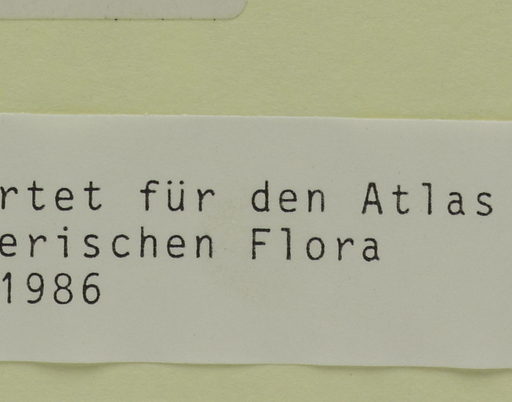 rtet für den Atlas
erischen Flora
1986